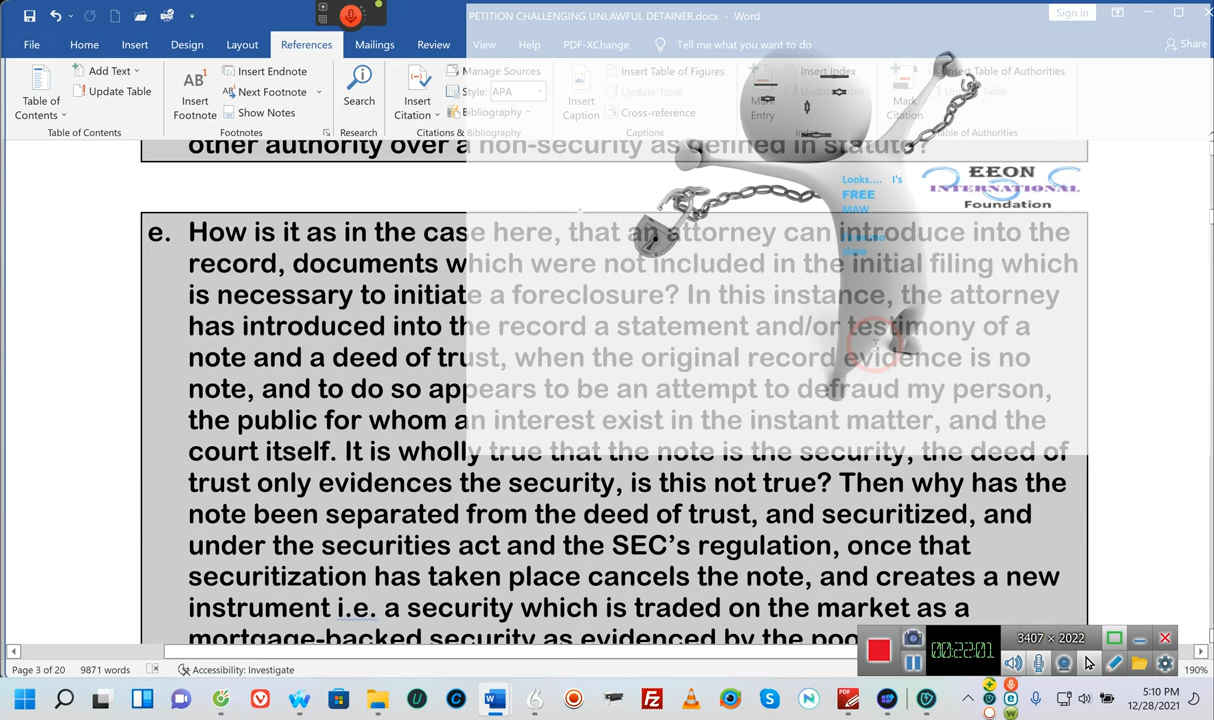 PETITION CHALLENGING UNLAWFUL DETAINER.docx - Word
Sign in
File Home Insert Design Layout References Mailings Review View Help PDF-XChange Tell me what you want to do Share
Add Text Insert Endnote Manage Sources Insert Table of Figures Insert Index Insert Table of Authorities
AB¹ Update Table Next Footnote Style: APA Update Table Update Table
Table of Contents Insert Footnote Show Notes Search Insert Citation Bibliography Insert Caption Cross-reference Mark Entry Mark Citation
Table of Contents Footnotes Research Citations & Bibliography Captions Index Table of Authorities
other authority over a non-security as defined in statute?
EEON
INTERNATIONAL
Foundation
Looks.... I's
FREE
MAW
e. How is it as in the case here, that an attorney can introduce into the
record, documents which were not included in the initial filing which
is necessary to initiate a foreclosure? In this instance, the attorney
has introduced into the record a statement and/or testimony of a
note and a deed of trust, when the original record evidence is no
note, and to do so appears to be an attempt to defraud my person,
the public for whom an interest exist in the instant matter, and the
court itself. It is wholly true that the note is the security, the deed of
trust only evidences the security, is this not true? Then why has the
note been separated from the deed of trust, and securitized, and
under the securities act and the SEC's regulation, once that
securitization has taken place cancels the note, and creates a new
instrument i.e. a security which is traded on the market as a
mortgage-backed security as evidenced by the
3407 × 2022
00:22:01
Page 3 of 20 9871 words Accessibility: Investigate 190%
5:10 PM
12/28/2021